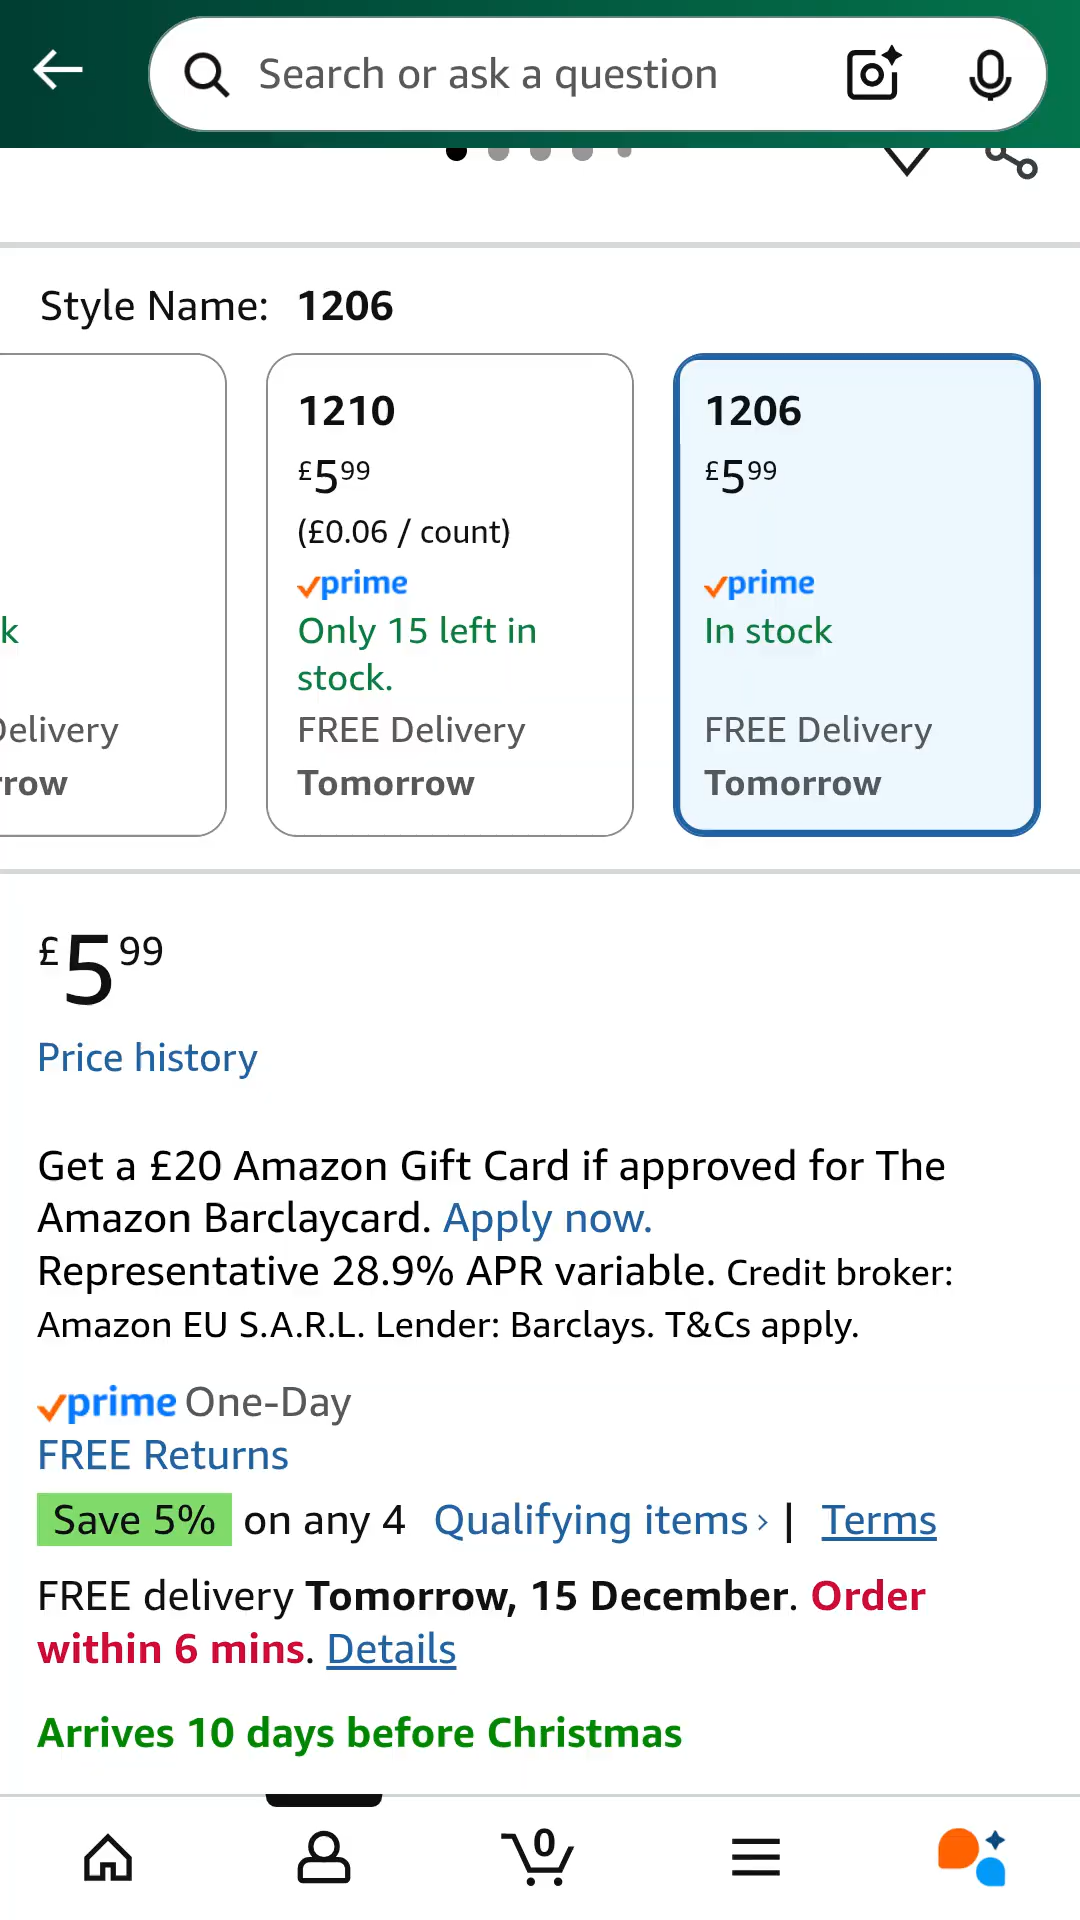 Search or ask a question
Style Name: 1206
k
Delivery
rrow
1210
£599
(£0.06 / count)
prime
Only 15 left in
stock.
FREE Delivery
Tomorrow
1206
£599
prime
In stock
FREE Delivery
Tomorrow
£599
Price history
Get a £20 Amazon Gift Card if approved for The
Amazon Barclaycard. Apply now.
Representative 28.9% APR variable. Credit broker:
Amazon EU S.A.R.L. Lender: Barclays. T&Cs apply.
prime One-Day
FREE Returns
Save 5% on any 4 Qualifying items › | Terms
FREE delivery Tomorrow, 15 December. Order
within 6 mins. Details
Arrives 10 days before Christmas
0